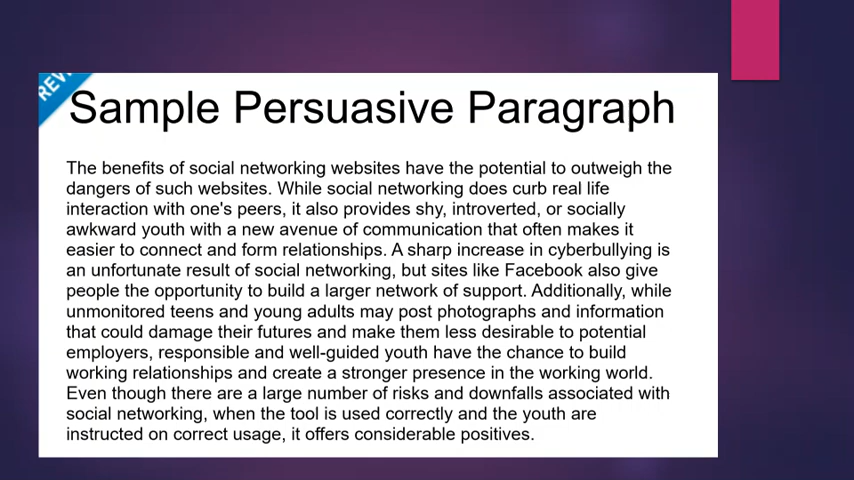 Sample Persuasive Paragraph
The benefits of social networking websites have the potential to outweigh the
dangers of such websites. While social networking does curb real life
interaction with one's peers, it also provides shy, introverted, or socially
awkward youth with a new avenue of communication that often makes it
easier to connect and form relationships. A sharp increase in cyberbullying is
an unfortunate result of social networking, but sites like Facebook also give
people the opportunity to build a larger network of support. Additionally, while
unmonitored teens and young adults may post photographs and information
that could damage their futures and make them less desirable to potential
employers, responsible and well-guided youth have the chance to build
working relationships and create a stronger presence in the working world.
Even though there are a large number of risks and downfalls associated with
social networking, when the tool is used correctly and the youth are
instructed on correct usage, it offers considerable positives.